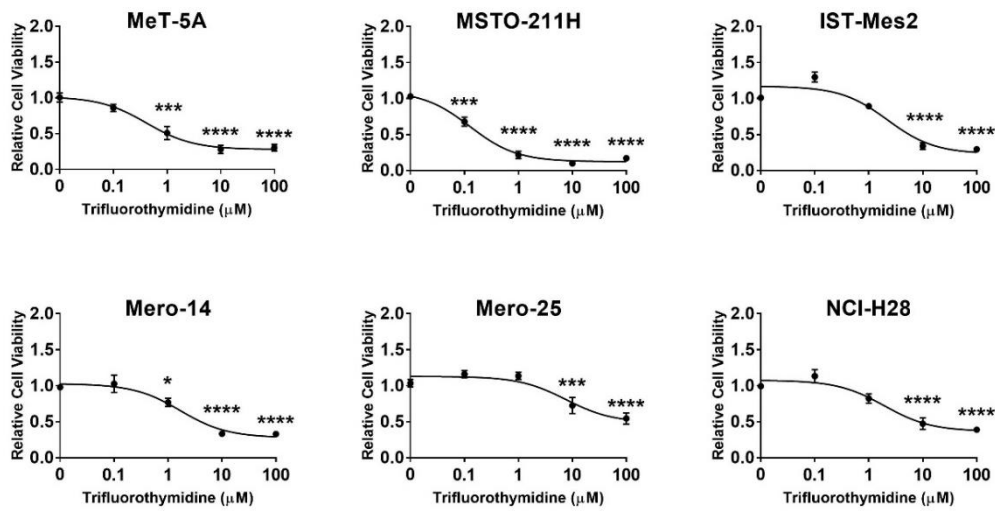 MeT-5A
Relative Cell Viability
2.0
1.5
1.0
0.5
0.0
***
****
****
0 0.1 1 10 100
Trifluorothymidine (μM)
MSTO-211H
Relative Cell Viability
2.0
1.5
1.0
0.5
0.0
***
****
****
****
0 0.1 1 10 100
Trifluorothymidine (μM)
IST-Mes2
Relative Cell Viability
2.0
1.5
1.0
0.5
0.0
****
****
0 0.1 1 10 100
Trifluorothymidine (μM)
Mero-14
Relative Cell Viability
2.0
1.5
1.0
0.5
0.0
*
****
****
0 0.1 1 10 100
Trifluorothymidine (μM)
Mero-25
Relative Cell Viability
2.0
1.5
1.0
0.5
0.0
***
****
0 0.1 1 10 100
Trifluorothymidine (μM)
NCI-H28
Relative Cell Viability
2.0
1.5
1.0
0.5
0.0
****
****
0 0.1 1 10 100
Trifluorothymidine (μM)